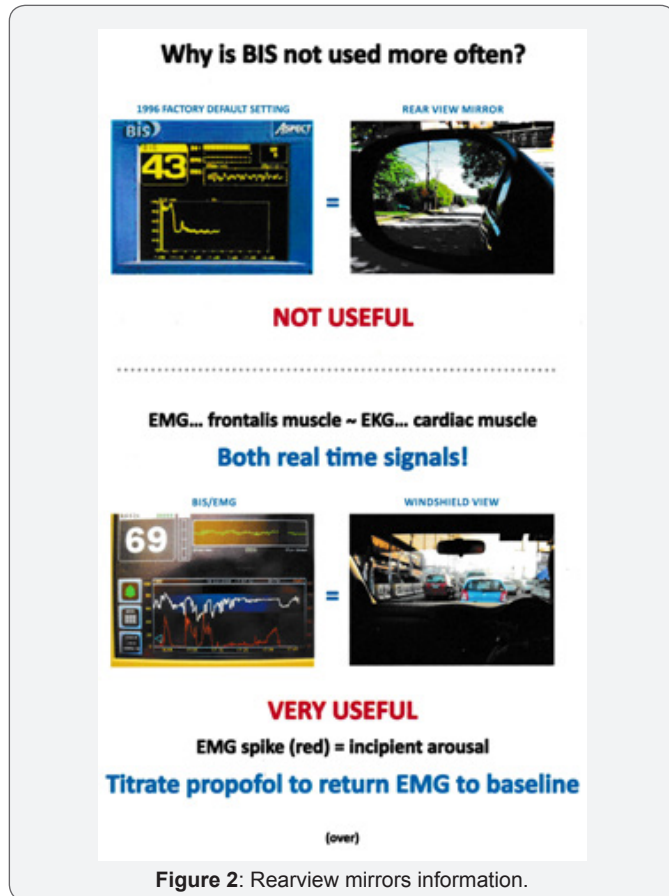 Why is BIS not used more often?
1996 FACTORY DEFAULT SETTING
REAR VIEW MIRROR
BIS
ASPECT
BIS
43
=
NOT USEFUL
EMG... frontalis muscle ~ EKG... cardiac muscle
Both real time signals!
BIS/EMG
WINDSHIELD VIEW
69
=
VERY USEFUL
EMG spike (red) = incipient arousal
Titrate propofol to return EMG to baseline
(over)
Figure 2: Rearview mirrors information.